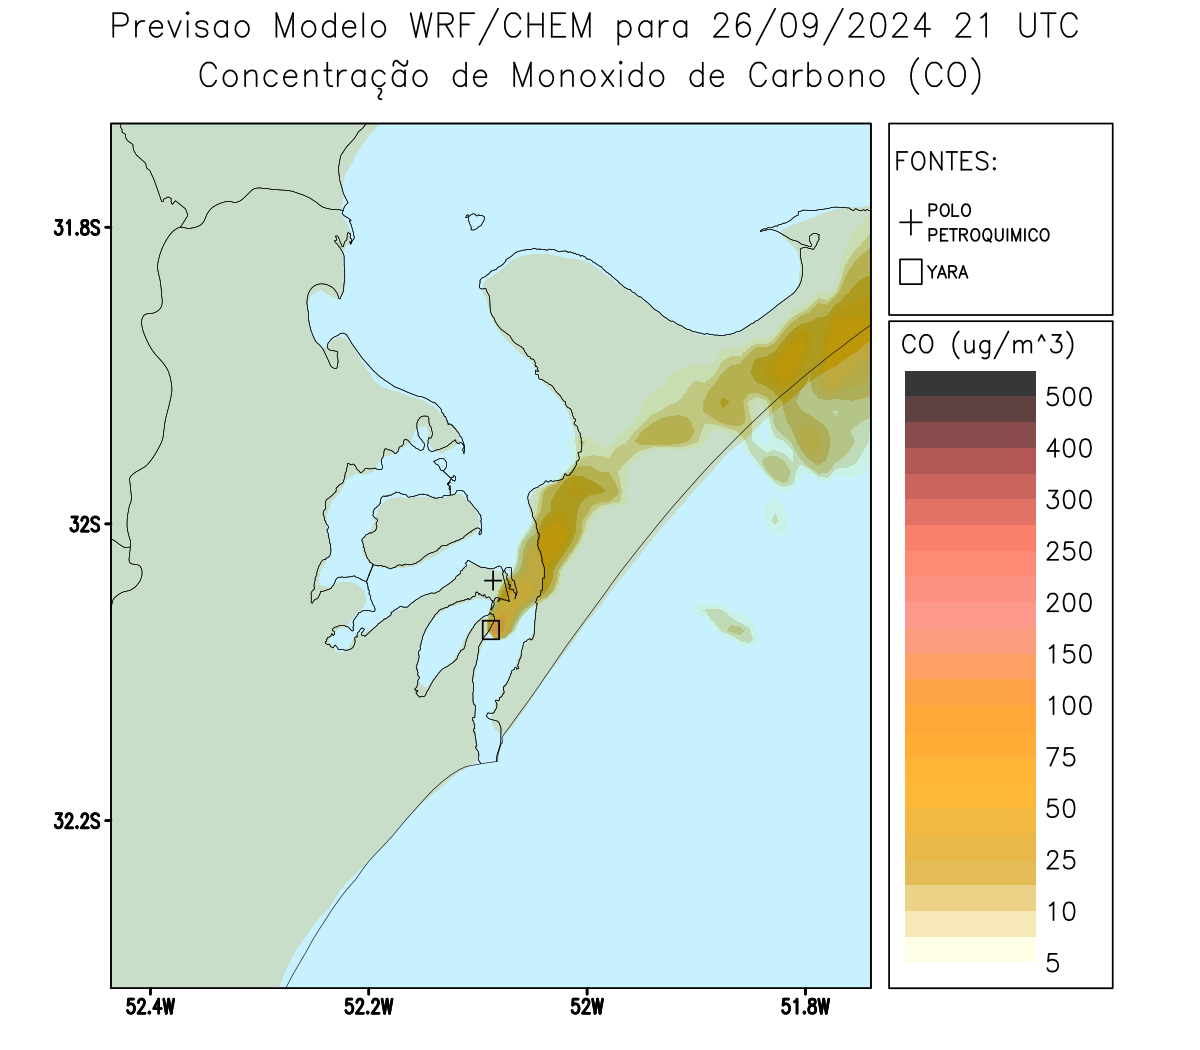 Previsao Modelo WRF/CHEM para 26/09/2024 21 UTC
Concentração de Monoxido de Carbono (CO)
FONTES:
POLO
PETROQUIMICO
YARA
CO (ug/m^3)
500
400
300
250
200
150
100
75
50
25
10
5
31.8S
32S
32.2S
52.4W
52.2W
52W
51.8W